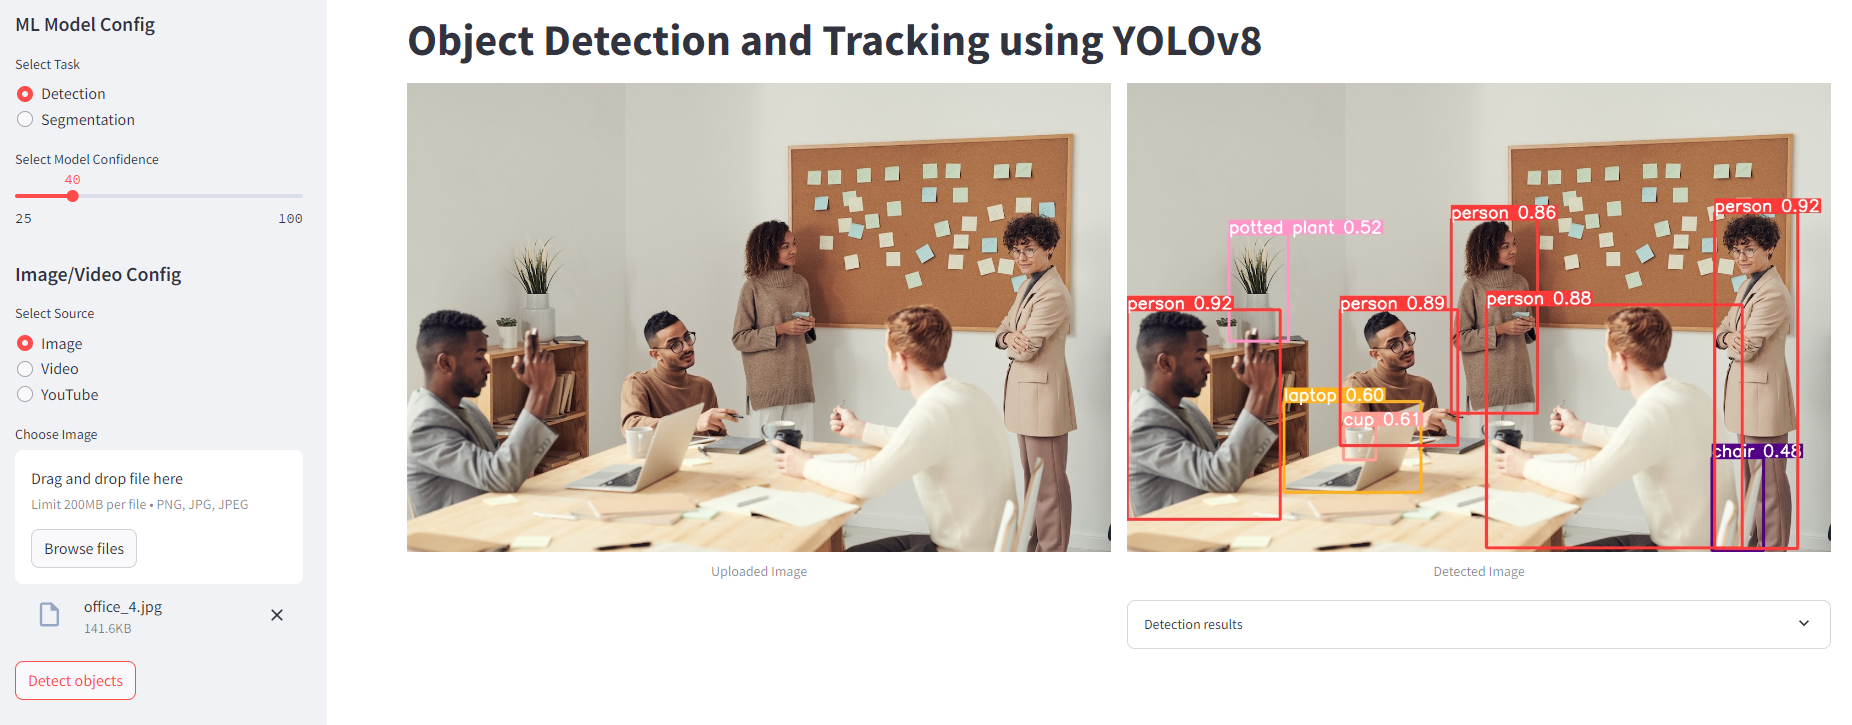 ML Model Config
Select Task
Detection
Segmentation
Select Model Confidence
40
25 100
Image/Video Config
Select Source
Image
Video
YouTube
Choose Image
Drag and drop file here
Limit 200MB per file • PNG, JPG, JPEG
Browse files
office_4.jpg
141.6KB
Detect objects
Object Detection and Tracking using YOLOv8
person 0.92
person 0.86
potted plant 0.52
person 0.88
person 0.92
person 0.89
laptop 0.60
cup 0.61
chair 0.48
Uploaded Image
Detected Image
Detection results